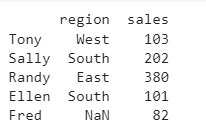 region sales
Tony West 103
Sally South 202
Randy East 380
Ellen South 101
Fred NaN 82